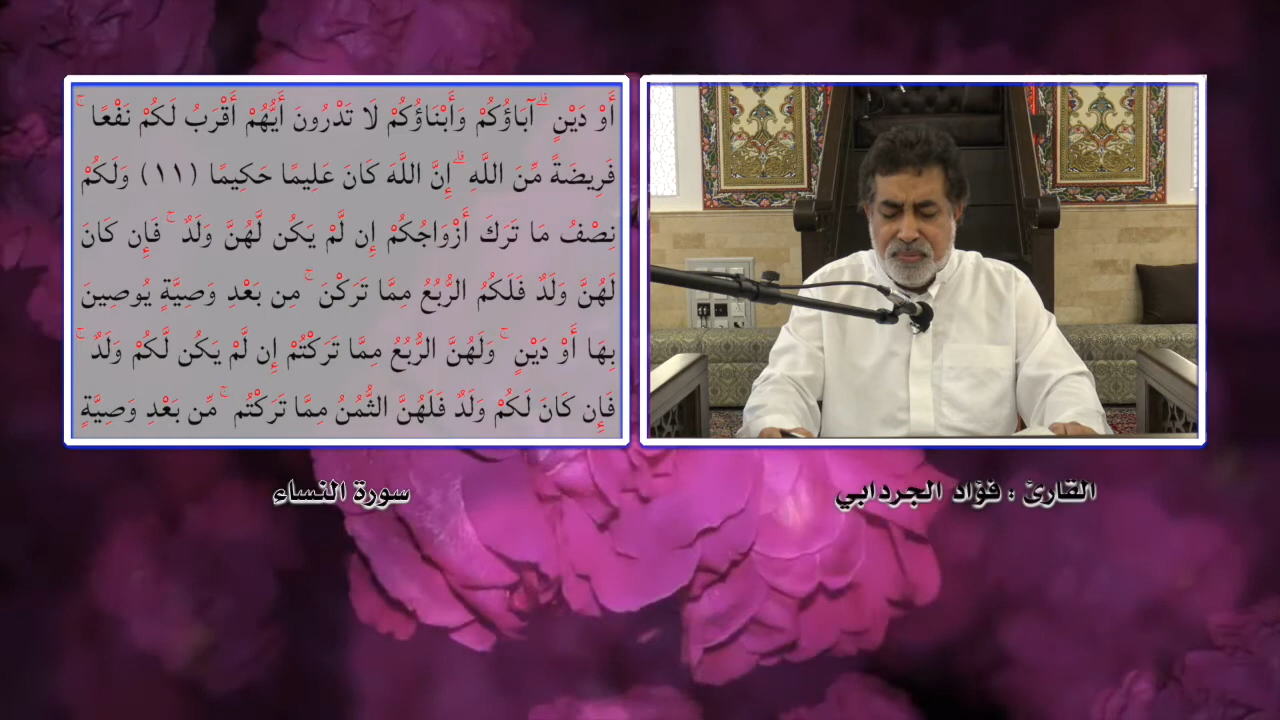 أَوْ دَيْنٍ ۗ آبَاؤُكُمْ وَأَبْنَاؤُكُمْ لَا تَدْرُونَ أَيُّهُمْ أَقْرَبُ لَكُمْ نَفْعًا ۚ
فَرِيضَةً مِّنَ اللَّهِ ۗ إِنَّ اللَّهَ كَانَ عَلِيمًا حَكِيمًا (١١) وَلَكُمْ
نِصْفُ مَا تَرَكَ أَزْوَاجُكُمْ إِن لَّمْ يَكُن لَّهُنَّ وَلَدٌ ۚ فَإِن كَانَ
لَهُنَّ وَلَدٌ فَلَكُمُ الرُّبُعُ مِمَّا تَرَكْنَ ۚ مِن بَعْدِ وَصِيَّةٍ يُوصِينَ
بِهَا أَوْ دَيْنٍ ۚ وَلَهُنَّ الرُّبُعُ مِمَّا تَرَكْتُمْ إِن لَّمْ يَكُن لَّكُمْ وَلَدٌ ۚ
فَإِن كَانَ لَكُمْ وَلَدٌ فَلَهُنَّ الثُّمُنُ مِمَّا تَرَكْتُم ۚ مِّن بَعْدِ وَصِيَّةٍ
القارئ : فؤاد الجردابي
سورة النساء